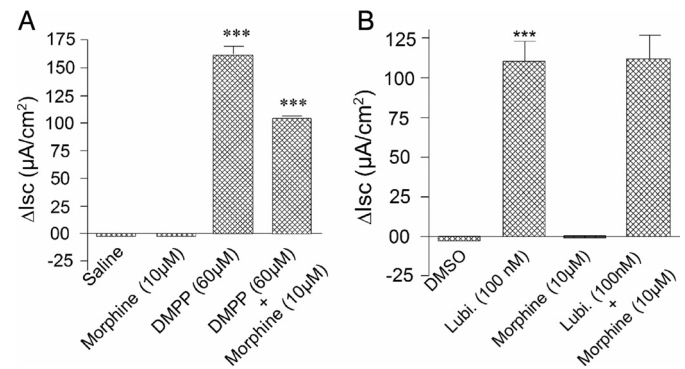 A
ΔIsc (µA/cm²)
175
150
125
100
75
50
25
00
-25
***
***
Saline
Morphine (10µM)
DMPP (60µM)
DMPP (60µM)
+
Morphine (10µM)
B
ΔIsc (µA/cm²)
125
100
75
50
25
00
-25
***
DMSO
Lubi. (100 nM)
Morphine (10µM)
Lubi. (100nM)
+
Morphine (10µM)